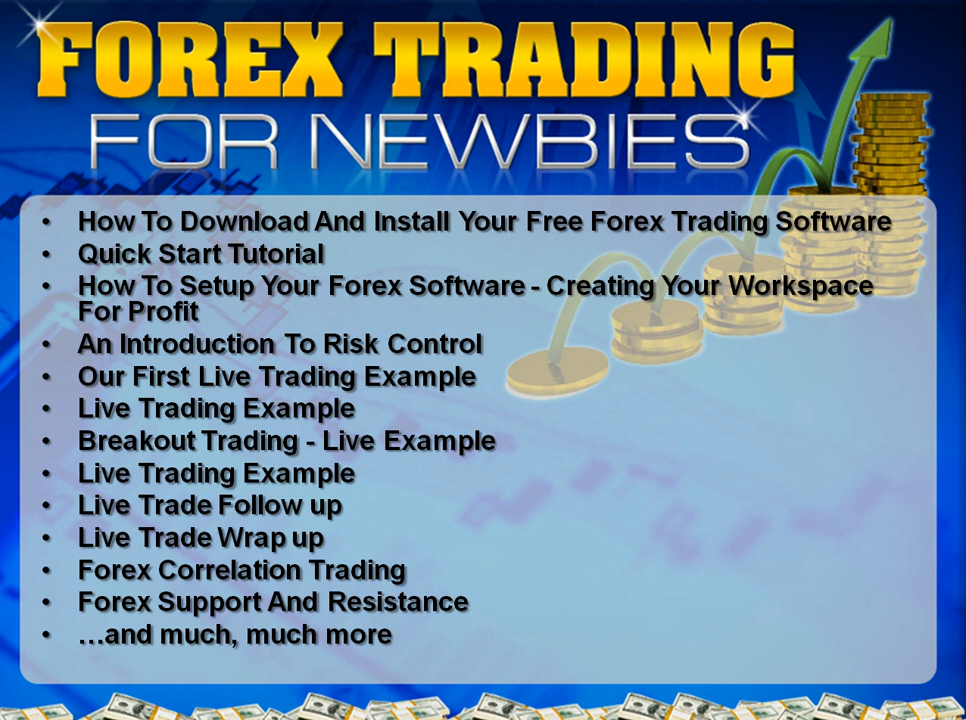 FOREX TRADING
FOR NEWBIES
• How To Download And Install Your Free Forex Trading Software
• Quick Start Tutorial
• How To Setup Your Forex Software - Creating Your Workspace
For Profit
• An Introduction To Risk Control
• Our First Live Trading Example
• Live Trading Example
• Breakout Trading - Live Example
• Live Trading Example
• Live Trade Follow up
• Live Trade Wrap up
• Forex Correlation Trading
• Forex Support And Resistance
• …and much, much more